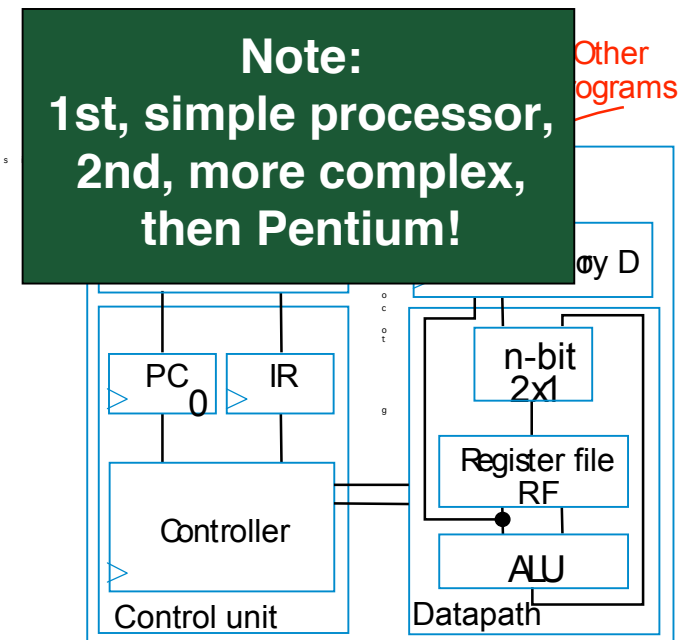 Note:
1st, simple processor,
2nd, more complex,
then Pentium!
Other
ograms
s
ory D
o
c
o
t
g
PC
0
IR
n-bit
2x1
Register file
RF
Controller
ALU
Control unit
Datapath